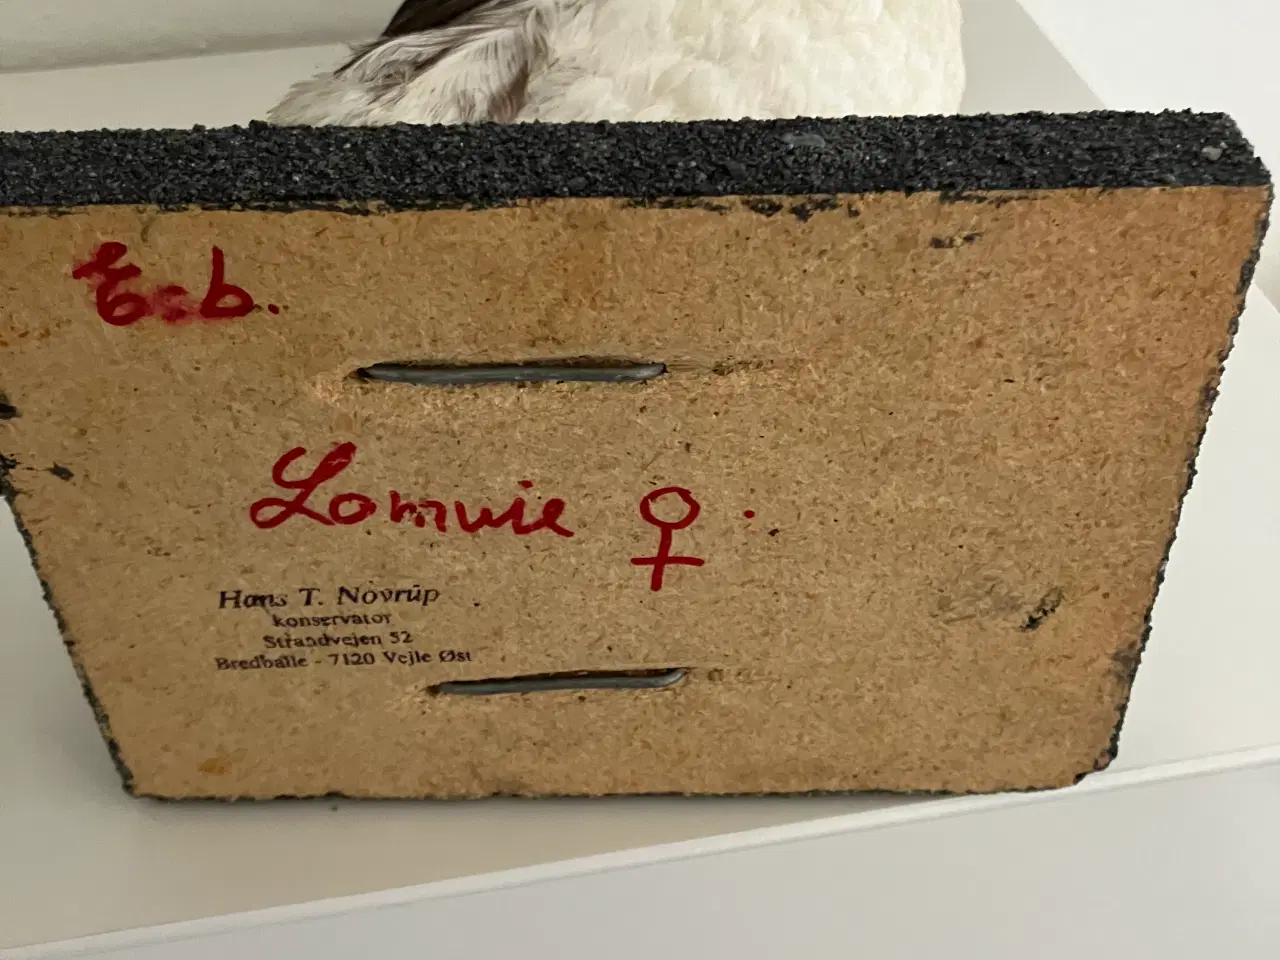 Esb.
Lomvie ♀.
Hans T. Novrup
konservator
Strandvejen 52
Bredballe - 7120 Vejle Øst